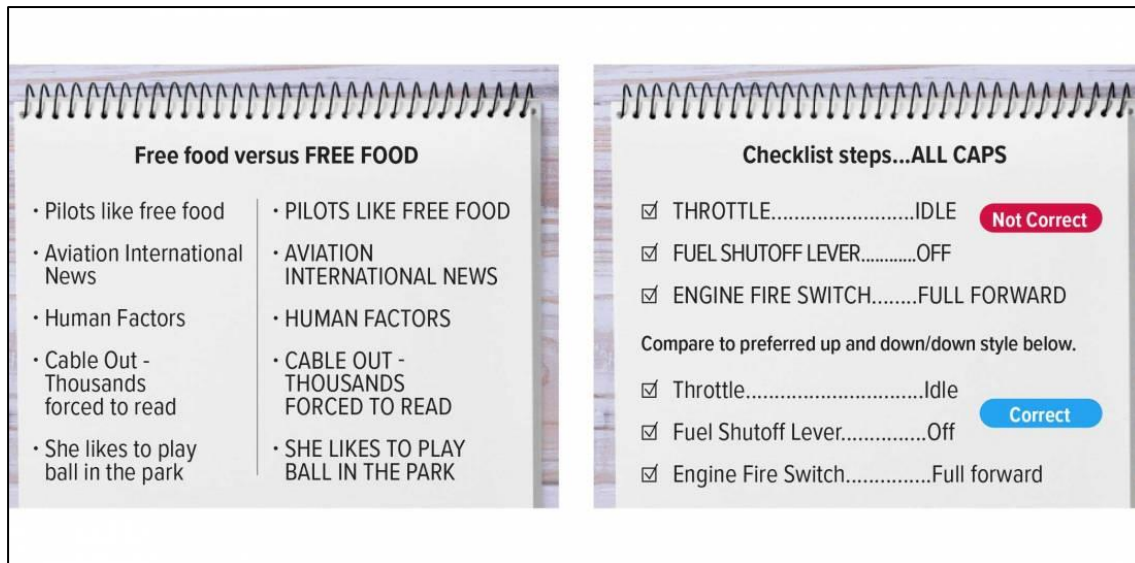 Free food versus FREE FOOD
· Pilots like free food
· Aviation International
News
· Human Factors
· Cable Out -
Thousands
forced to read
· She likes to play
ball in the park
· PILOTS LIKE FREE FOOD
· AVIATION
INTERNATIONAL NEWS
· HUMAN FACTORS
· CABLE OUT -
THOUSANDS
FORCED TO READ
· SHE LIKES TO PLAY
BALL IN THE PARK
Checklist steps...ALL CAPS
☑ THROTTLE........................IDLE
Not Correct
☑ FUEL SHUTOFF LEVER............OFF
☑ ENGINE FIRE SWITCH........FULL FORWARD
Compare to preferred up and down/down style below.
☑ Throttle..............................Idle
Correct
☑ Fuel Shutoff Lever...............Off
☑ Engine Fire Switch...............Full forward